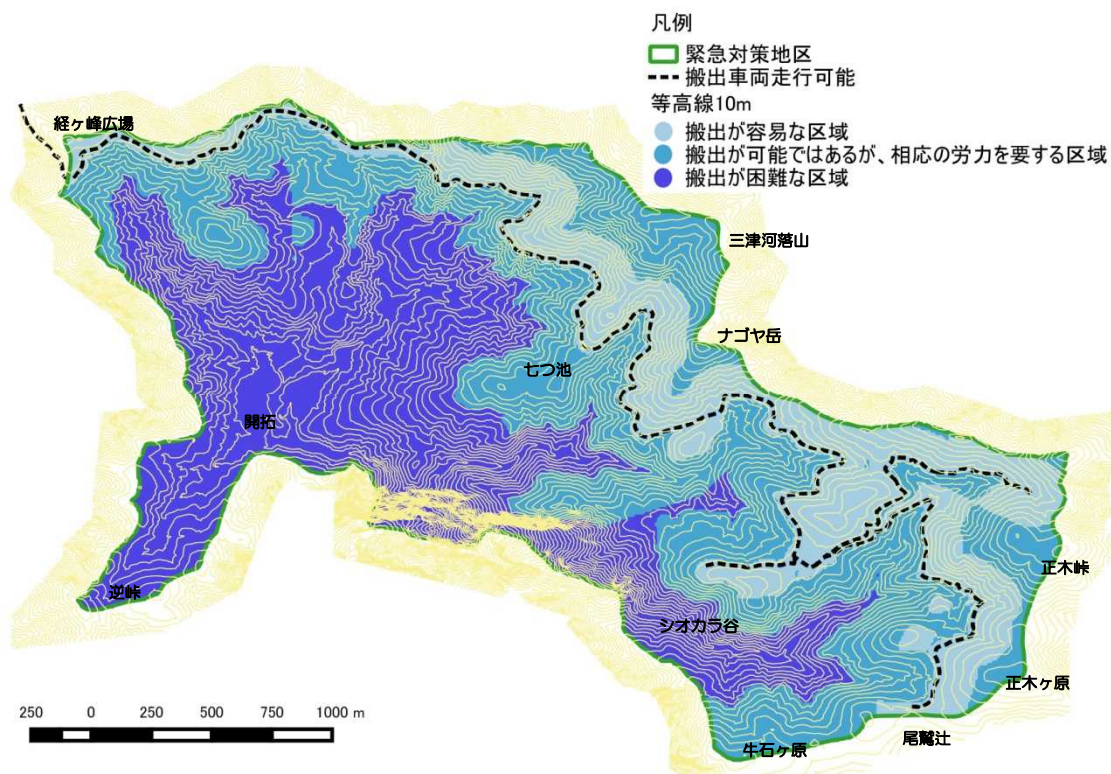 凡例
緊急対策地区
搬出車両走行可能
等高線10m
搬出が容易な区域
搬出が可能ではあるが、相応の労力を要する区域
搬出が困難な区域
経ヶ峰広場
三津河落山
ナゴヤ岳
七つ池
開拓
正木峠
逆峠
シオカラ谷
正木ヶ原
250 0 250 500 750 1000 m
尾鷲辻
牛石ヶ原